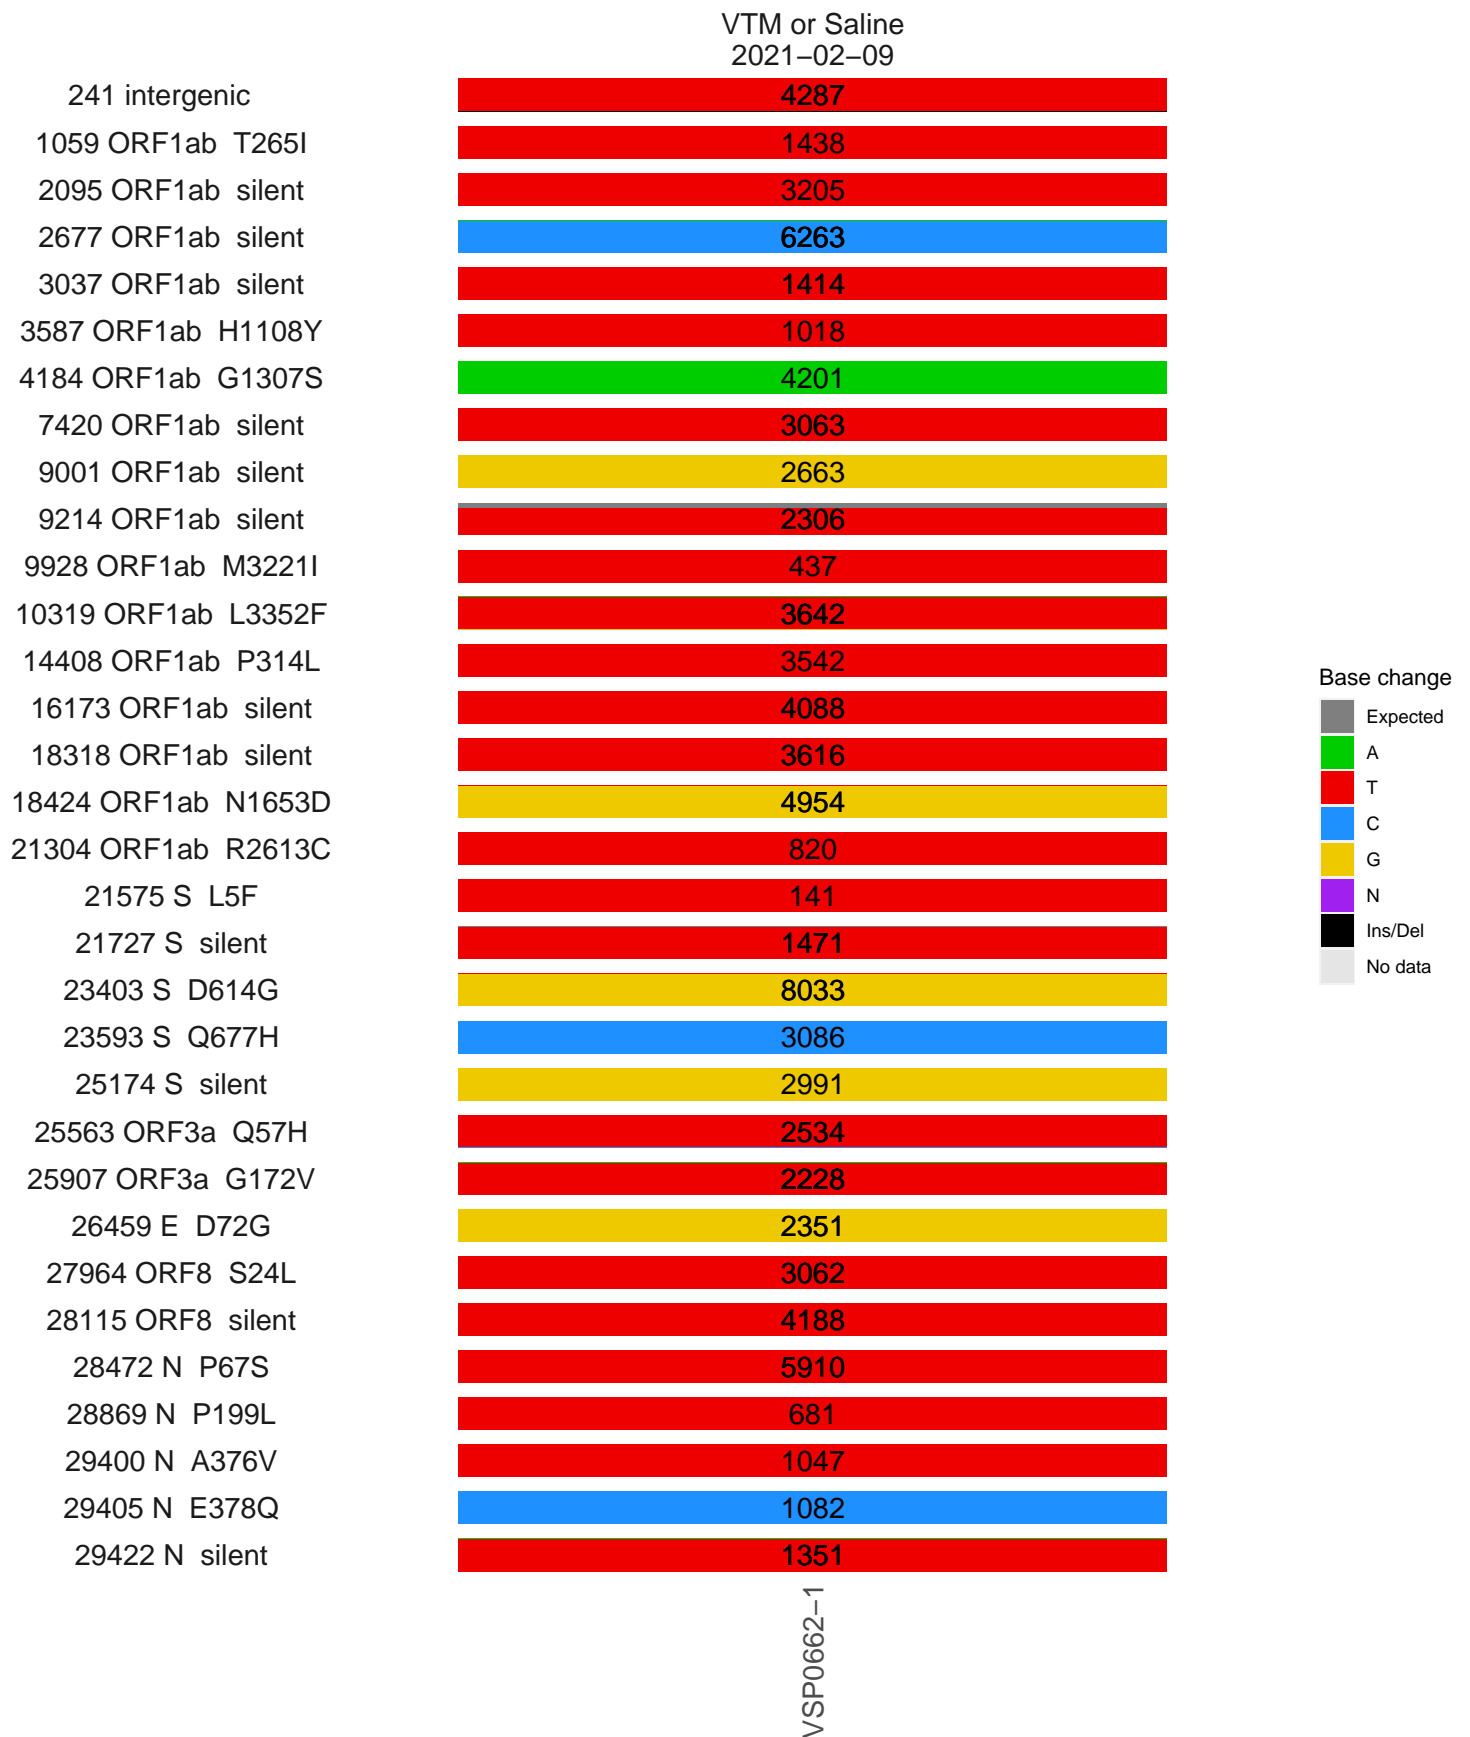 VTM or Saline
2021−02−09
241 intergenic 4287
1059 ORF1ab T265I 1438
2095 ORF1ab silent 3205
2677 ORF1ab silent 6263
3037 ORF1ab silent 1414
3587 ORF1ab H1108Y 1018
4184 ORF1ab G1307S 4201
7420 ORF1ab silent 3063
9001 ORF1ab silent 2663
9214 ORF1ab silent 2306
9928 ORF1ab M3221I 437
10319 ORF1ab L3352F 3642
14408 ORF1ab P314L 3542
16173 ORF1ab silent 4088
18318 ORF1ab silent 3616
18424 ORF1ab N1653D 4954
21304 ORF1ab R2613C 820
21575 S L5F 141
21727 S silent 1471
23403 S D614G 8033
23593 S Q677H 3086
25174 S silent 2991
25563 ORF3a Q57H 2534
25907 ORF3a G172V 2228
26459 E D72G 2351
27964 ORF8 S24L 3062
28115 ORF8 silent 4188
28472 N P67S 5910
28869 N P199L 681
29400 N A376V 1047
29405 N E378Q 1082
29422 N silent 1351
VSP0662−1
Base change
Expected
A
T
C
G
N
Ins/Del
No data